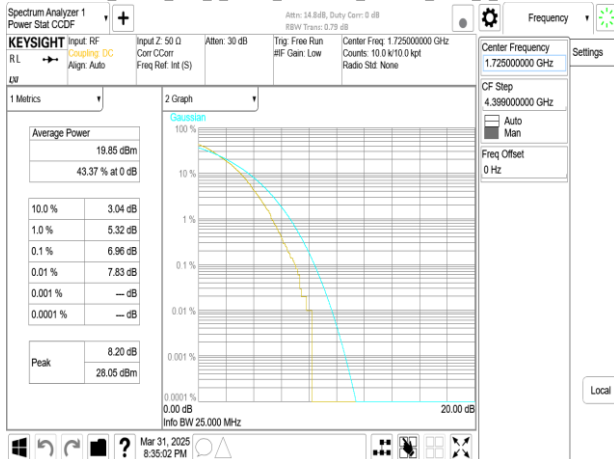 Spectrum Analyzer 1
Power Stat CCDF
Attn: 14.8dB, Duty Corr: 0 dB
RBW Trans: 0.79 dB
Frequency
KEYSIGHT
RL
LXI
Input: RF
Coupling: DC
Align: Auto
Input Z: 50 Ω
Corr CCorr
Freq Ref: Int (S)
Atten: 30 dB
Trig: Free Run
#IF Gain: Low
Center Freq: 1.725000000 GHz
Counts: 10.0 k/10.0 kpt
Radio Std: None
Center Frequency
1.725000000 GHz
Settings
CF Step
4.399000000 GHz
Auto
Man
Freq Offset
0 Hz
Local
1 Metrics
Average Power
19.85 dBm
43.37 % at 0 dB
10.0 % 3.04 dB
1.0 % 5.32 dB
0.1 % 6.96 dB
0.01 % 7.83 dB
0.001 % --- dB
0.0001 % --- dB
Peak
8.20 dB
28.05 dBm
2 Graph
Gaussian
100 %
10 %
1 %
0.1 %
0.01 %
0.001 %
0.0001 %
0.00 dB 20.00 dB
Info BW 25.000 MHz
?
Mar 31, 2025
8:35:02 PM